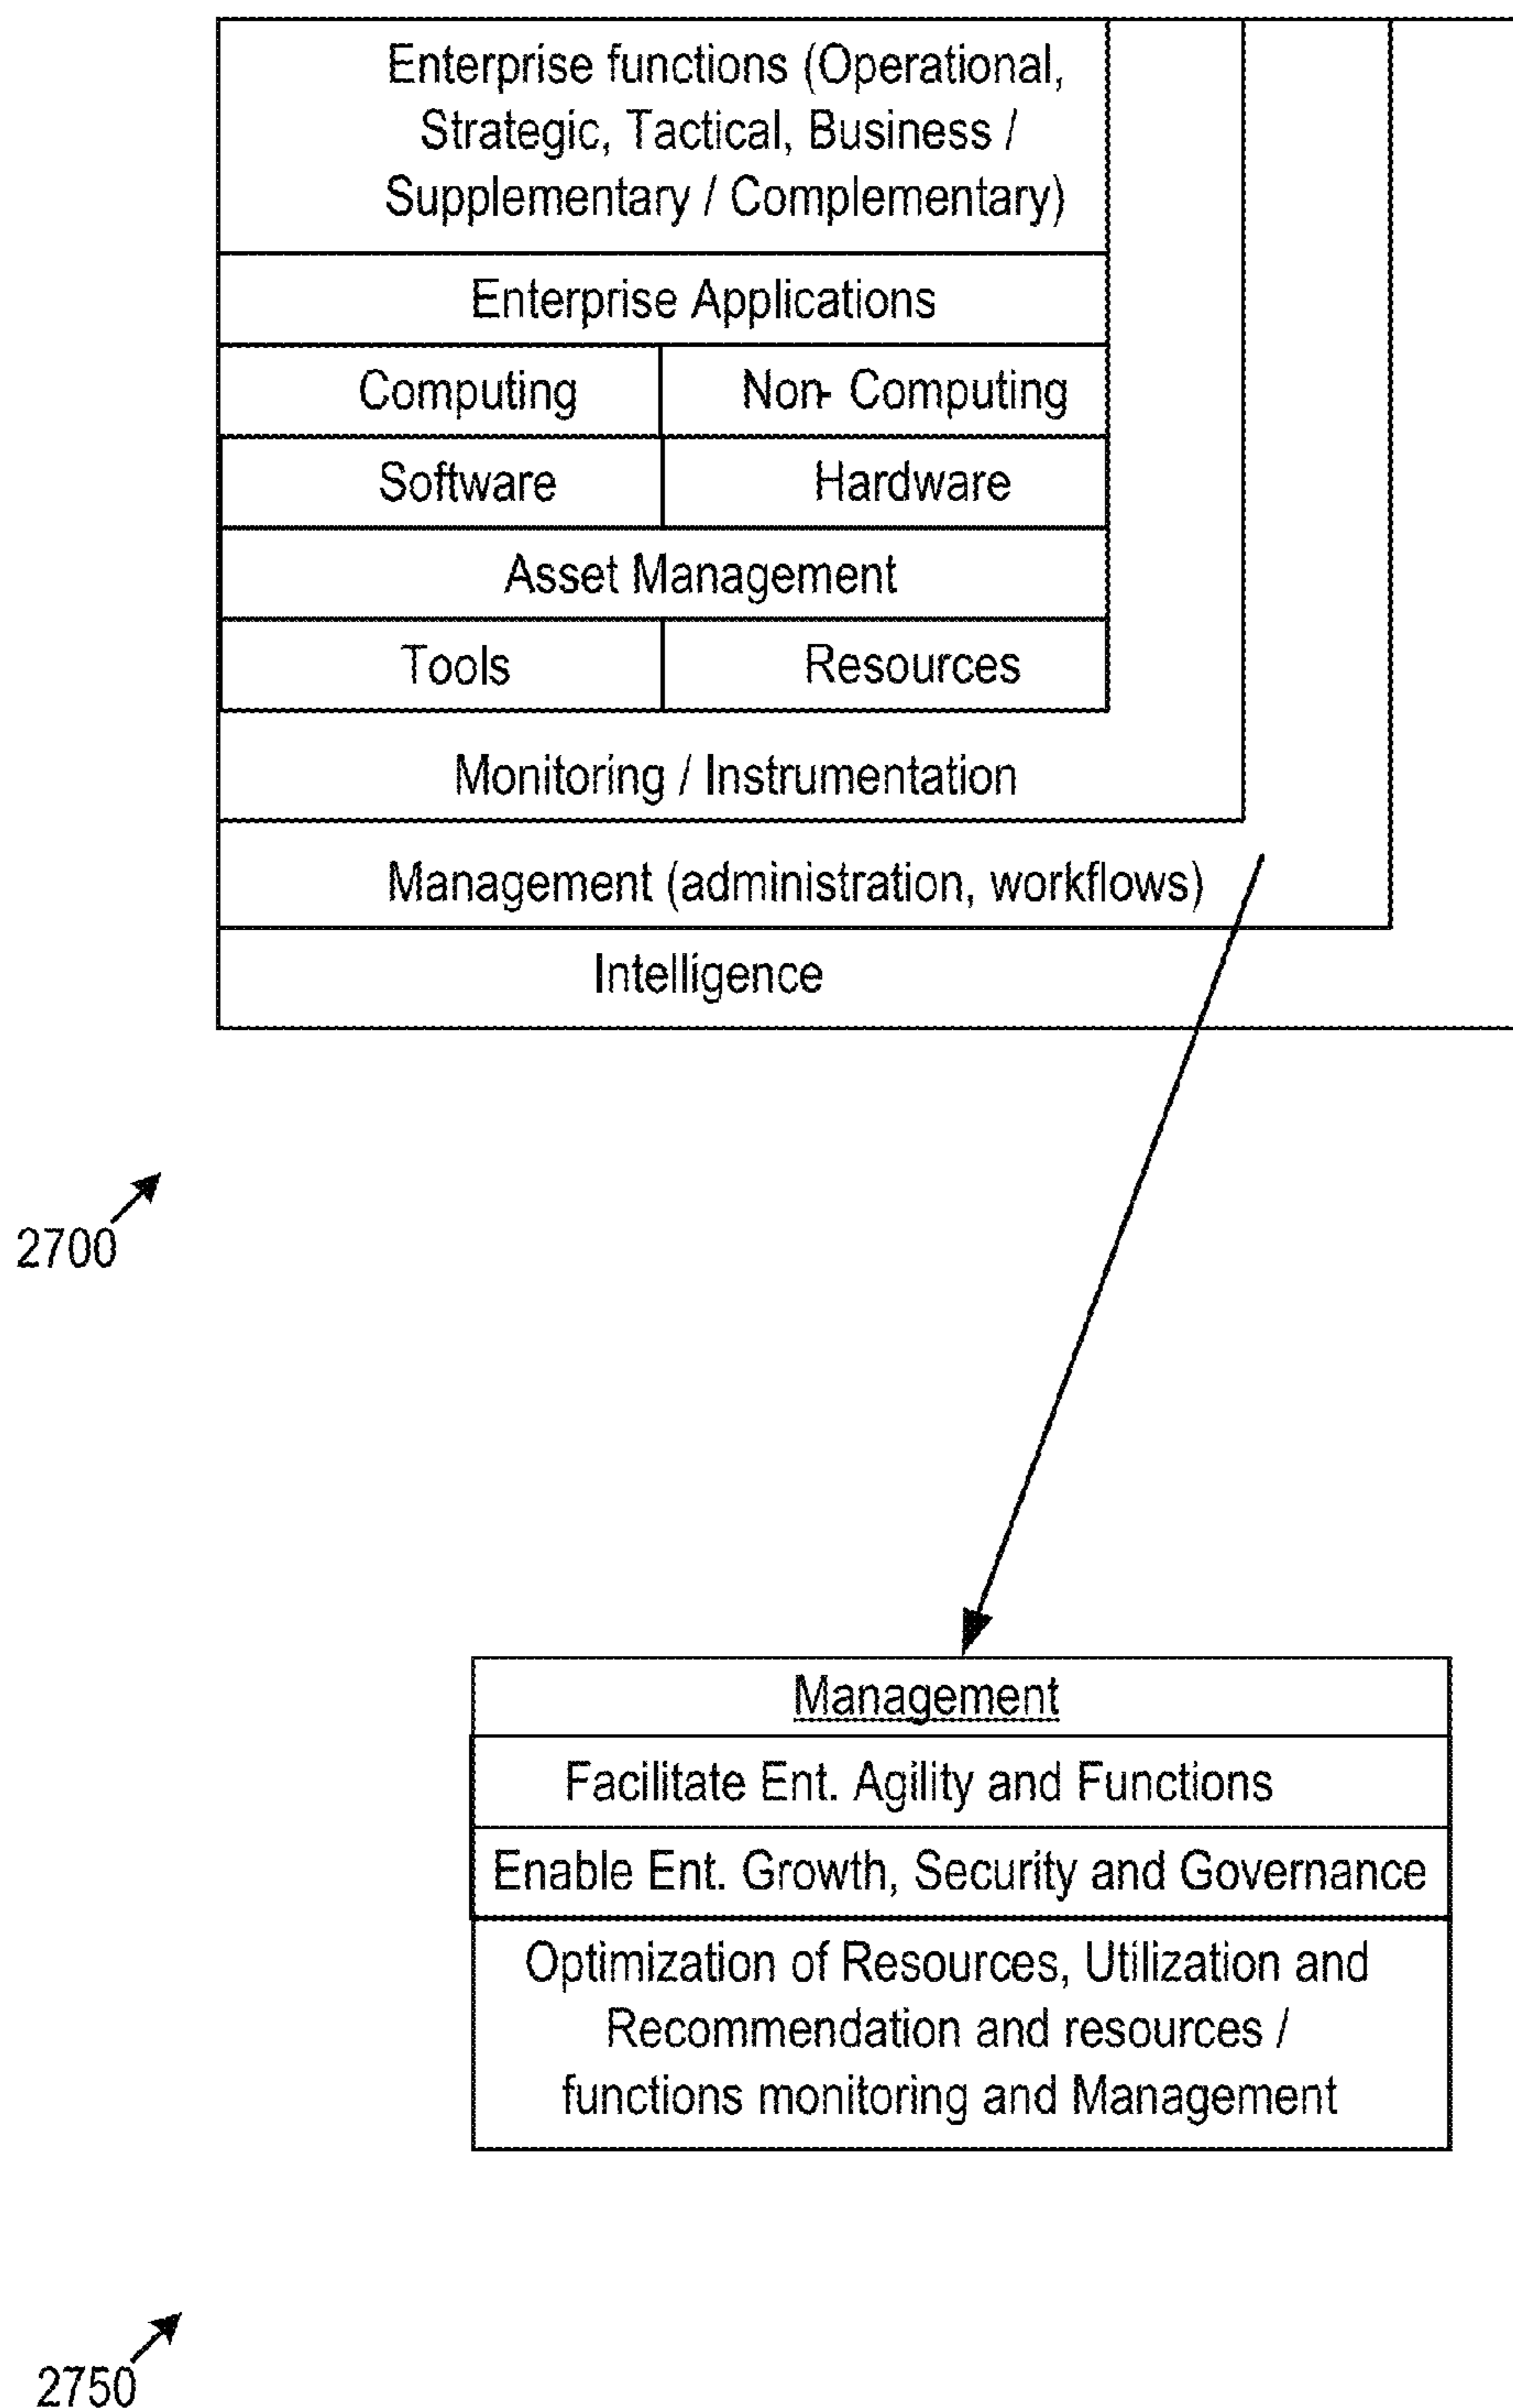 Enterprise functions (Operational,
Strategic, Tactical, Business /
Supplementary / Complementary)
Enterprise Applications
Computing
Non- Computing
Software
Hardware
Asset Management
Tools
Resources
Monitoring / Instrumentation
Management (administration, workflows)
Intelligence
2700
Management
Facilitate Ent. Agility and Functions
Enable Ent. Growth, Security and Governance
Optimization of Resources, Utilization and
Recommendation and resources /
functions monitoring and Management
2750